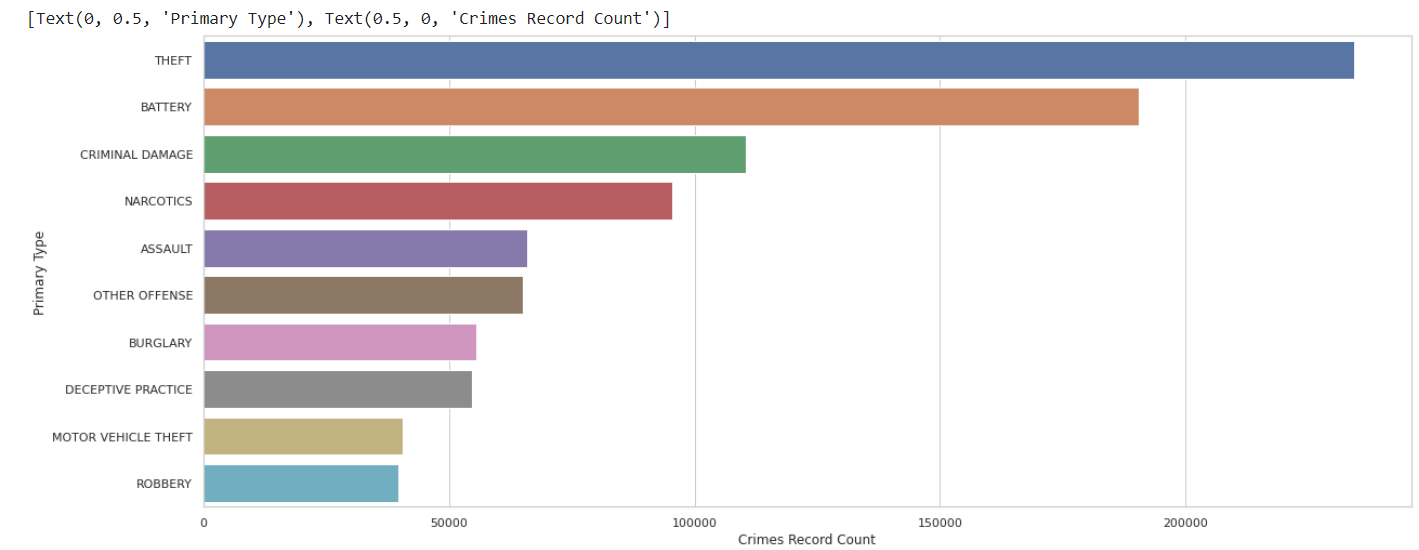 [Text(0, 0.5, 'Primary Type'), Text(0.5, 0, 'Crimes Record Count')]
THEFT
BATTERY
CRIMINAL DAMAGE
NARCOTICS
ASSAULT
OTHER OFFENSE
BURGLARY
DECEPTIVE PRACTICE
MOTOR VEHICLE THEFT
ROBBERY
Primary Type
0 50000 100000 150000 200000
Crimes Record Count